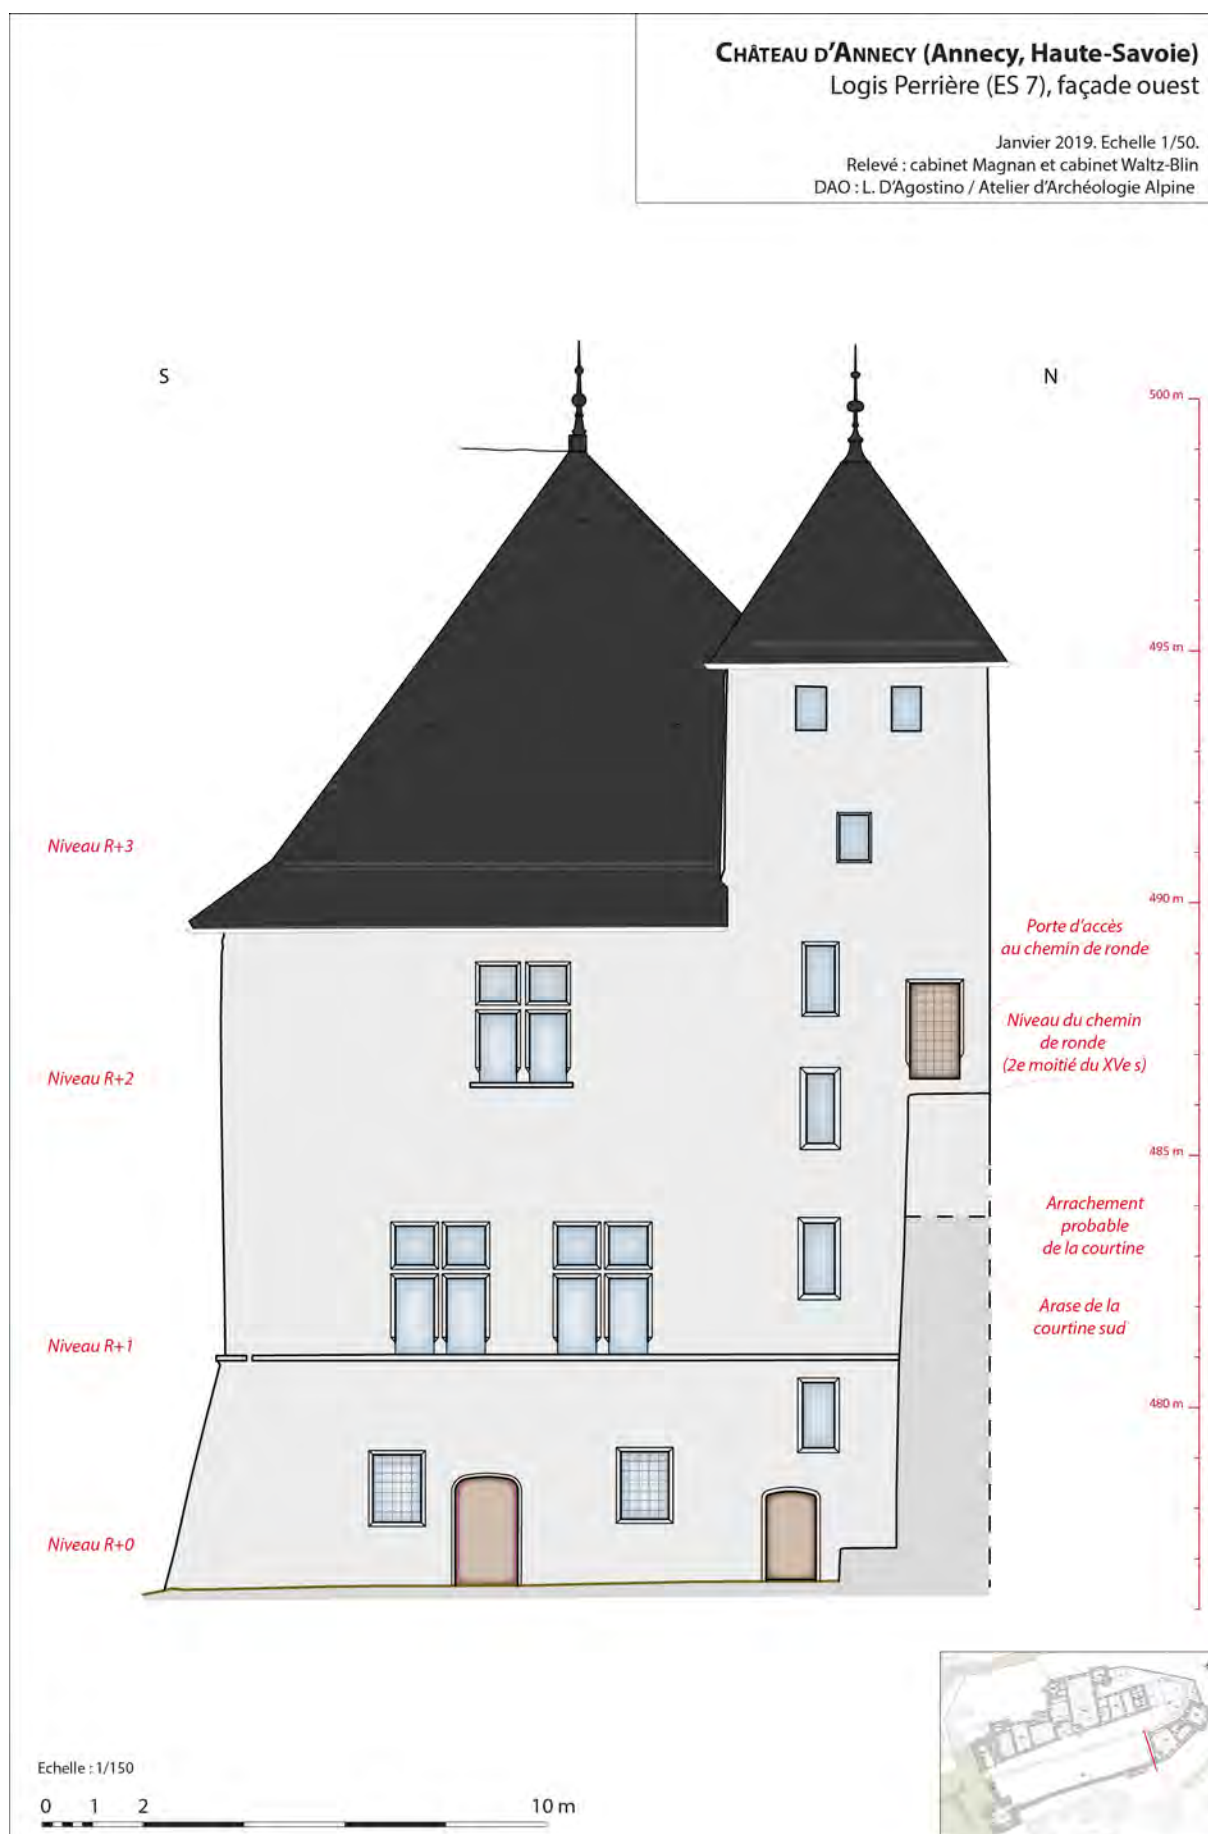 CHÂTEAU D'ANNECY (Annecy, Haute-Savoie)
Logis Perrière (ES 7), façade ouest
Janvier 2019. Echelle 1/50.
Relevé : cabinet Magnan et cabinet Waltz-Blin
DAO : L. D'Agostino / Atelier d'Archéologie Alpine
S
N
500 m
495 m
Niveau R+3
490 m
Porte d'accès
au chemin de ronde
Niveau du chemin
de ronde
(2e moitié du XVe s)
Niveau R+2
485 m
Arrachement
probable
de la courtine
Arase de la
courtine sud
Niveau R+1
480 m
Niveau R+0
Echelle : 1/150
0 1 2 10 m